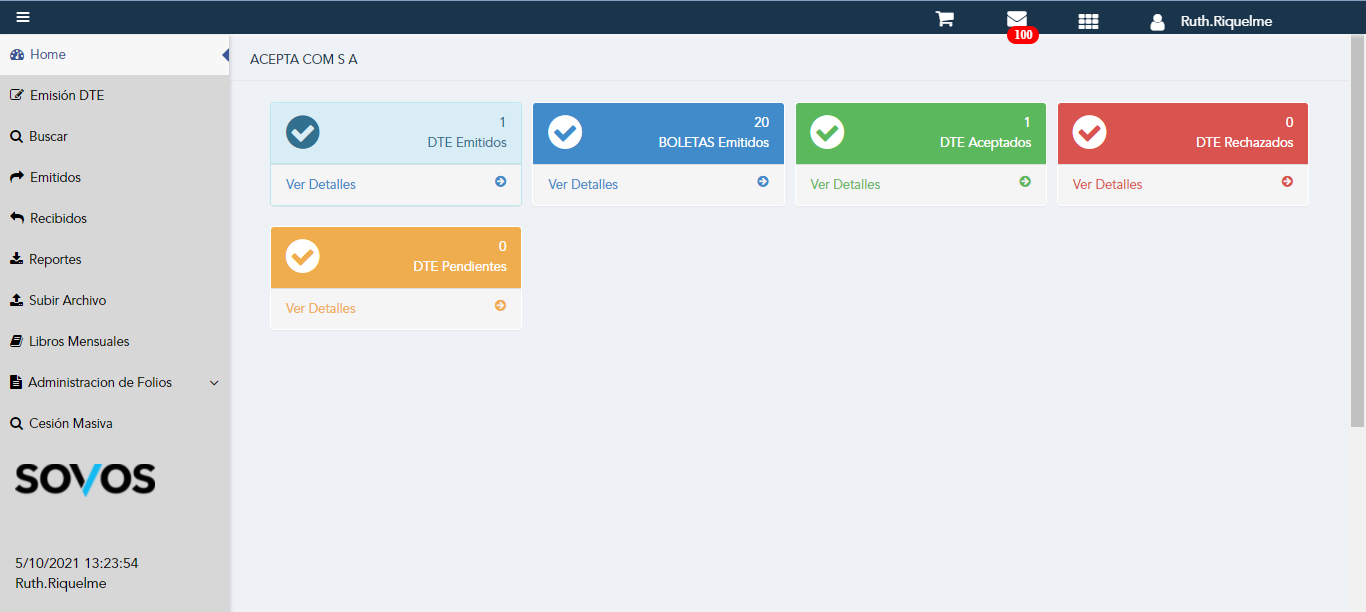 Ruth.Riquelme
100
Home
Emisión DTE
Buscar
Emitidos
Recibidos
Reportes
Subir Archivo
Libros Mensuales
Administracion de Folios
Cesión Masiva
SOVOS
5/10/2021 13:23:54
Ruth.Riquelme
ACEPTA COM S A
1
DTE Emitidos
Ver Detalles
20
BOLETAS Emitidos
Ver Detalles
1
DTE Aceptados
Ver Detalles
0
DTE Rechazados
Ver Detalles
0
DTE Pendientes
Ver Detalles